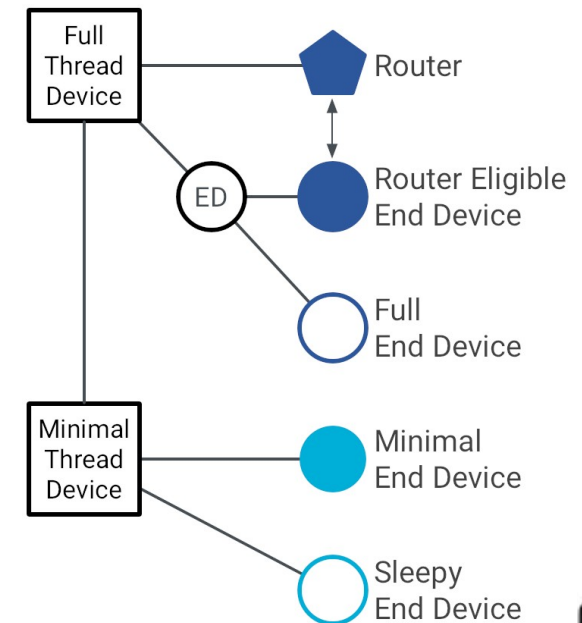 Full
Thread
Device
Router
ED
Router Eligible
End Device
Full
End Device
Minimal
Thread
Device
Minimal
End Device
Sleepy
End Device